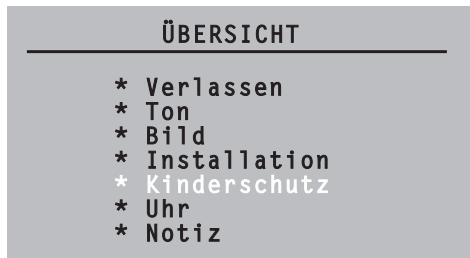 ÜBERSICHT
* Verlassen
* Ton
* Bild
* Installation
* Kinderschutz
* Uhr
* Notiz